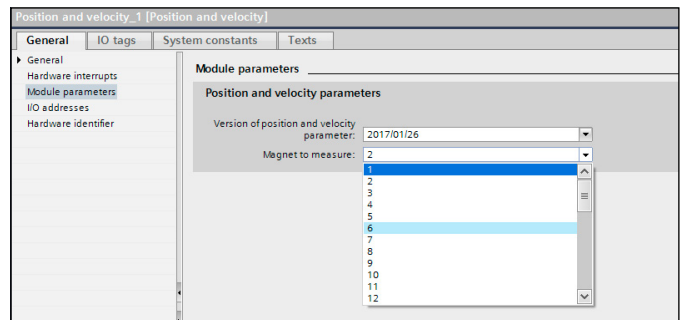 Position and velocity_1 [Position and velocity]
General IO tags System constants Texts
General
Hardware interrupts
Module parameters
I/O addresses
Hardware identifier
Module parameters
Position and velocity parameters
Version of position and velocity
parameter: 2017/01/26
Magnet to measure: 2
1
2
3
4
5
6
7
8
9
10
11
12